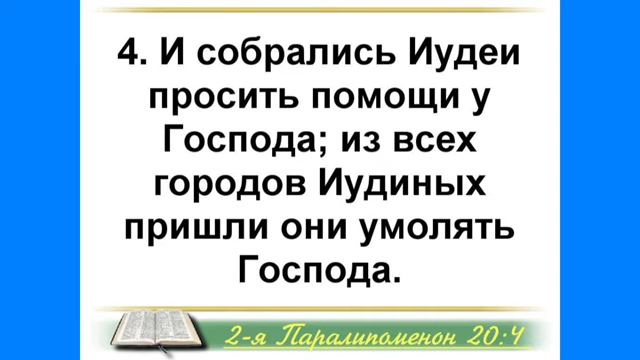 4. И собрались Иудеи
просить помощи у
Господа; из всех
городов Иудиных
пришли они умолять
Господа.
2-я Паралипоменон 20:4